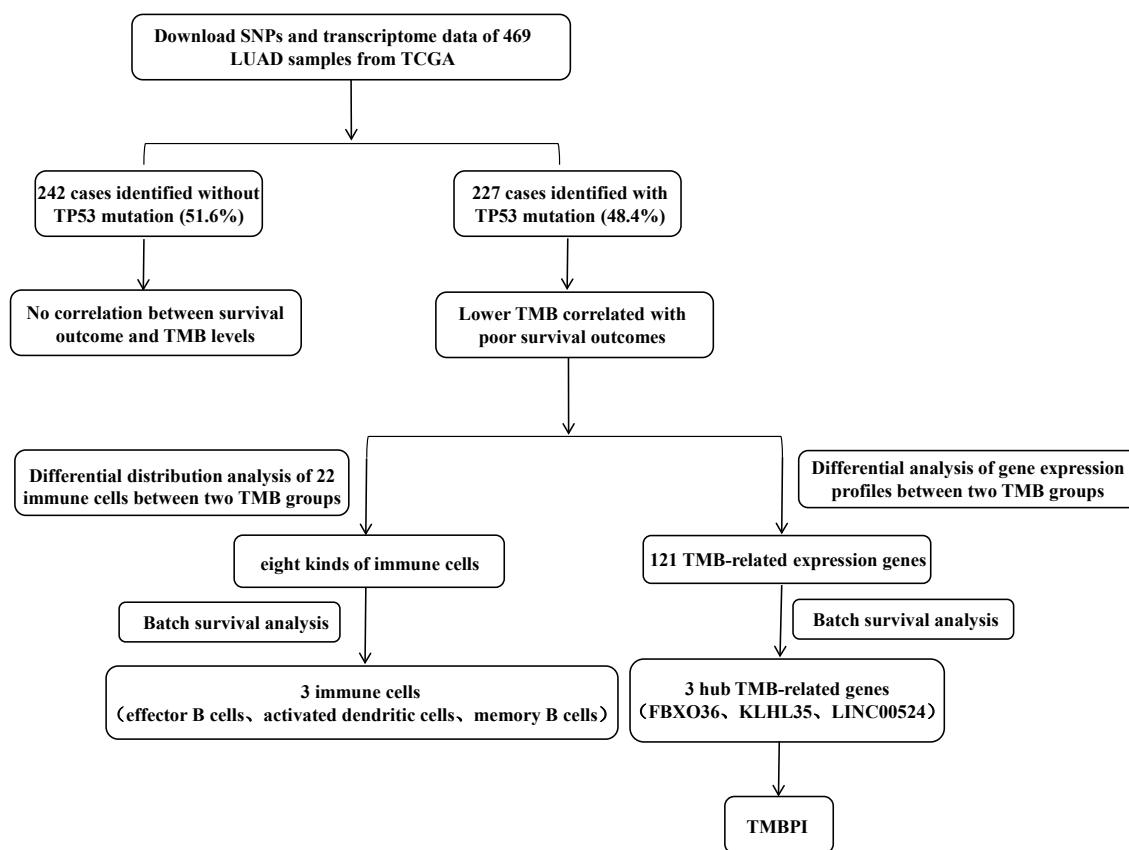 Download SNPs and transcriptome data of 469
LUAD samples from TCGA
242 cases identified without
TP53 mutation (51.6%)
227 cases identified with
TP53 mutation (48.4%)
No correlation between survival
outcome and TMB levels
Lower TMB correlated with
poor survival outcomes
Differential distribution analysis of 22
immune cells between two TMB groups
Differential analysis of gene expression
profiles between two TMB groups
eight kinds of immune cells
121 TMB-related expression genes
Batch survival analysis
Batch survival analysis
3 immune cells
（effector B cells、activated dendritic cells、memory B cells）
3 hub TMB-related genes
（FBXO36、KLHL35、LINC00524）
TMBPI